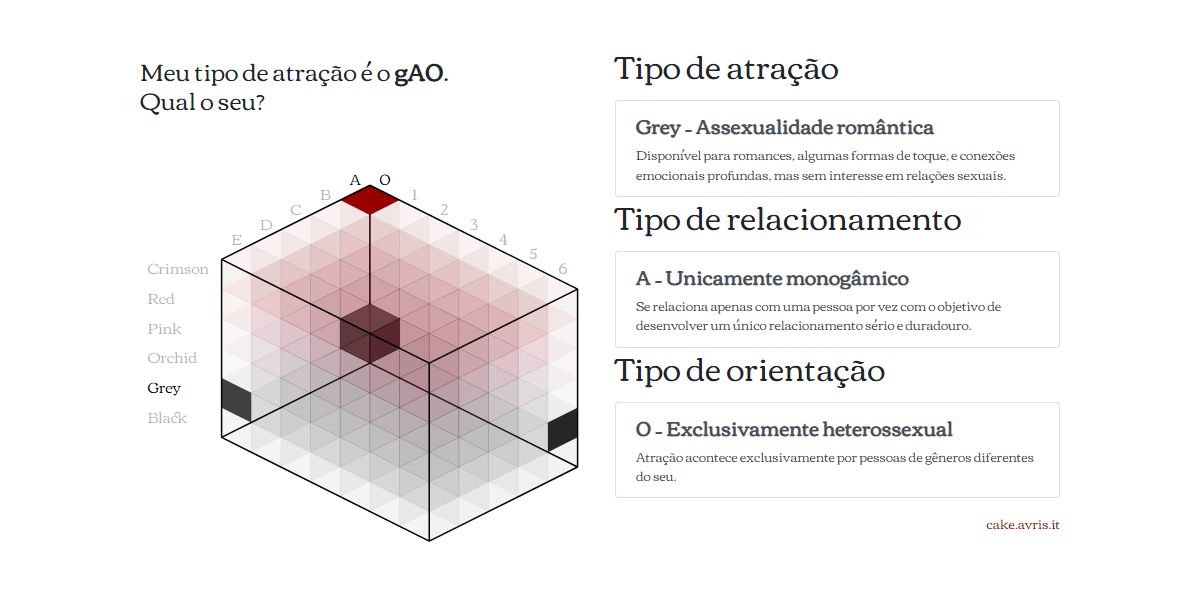 Meu tipo de atração é o gAO.
Qual o seu?
A O
B 1
C 2
D 3
E 4
5
6
Crimson
Red
Pink
Orchid
Grey
Black
Tipo de atração
Grey - Assexualidade romântica
Disponível para romances, algumas formas de toque, e conexões
emocionais profundas, mas sem interesse em relações sexuais.
Tipo de relacionamento
A - Unicamente monogâmico
Se relaciona apenas com uma pessoa por vez com o objetivo de
desenvolver um único relacionamento sério e duradouro.
Tipo de orientação
O - Exclusivamente heterossexual
Atração acontece exclusivamente por pessoas de gêneros diferentes
do seu.
cake.avris.it